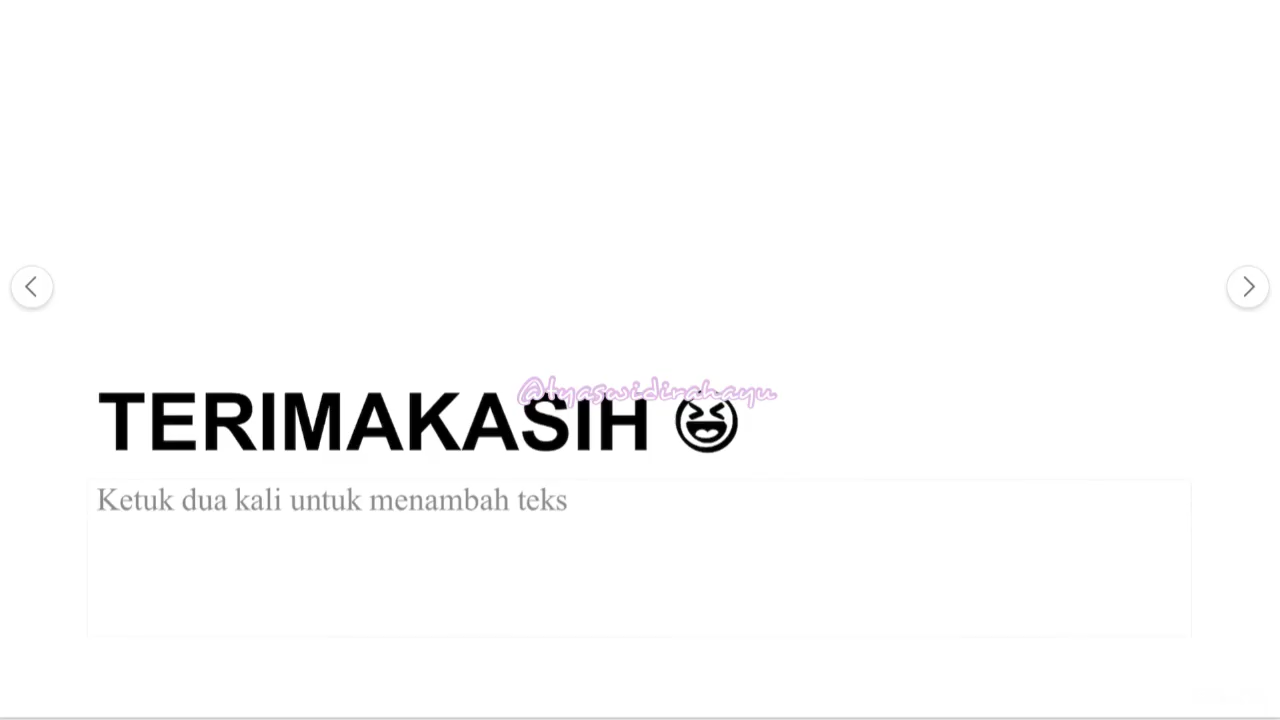 @tyaswidirahayu
TERIMAKASIH 😆
Ketuk dua kali untuk menambah teks